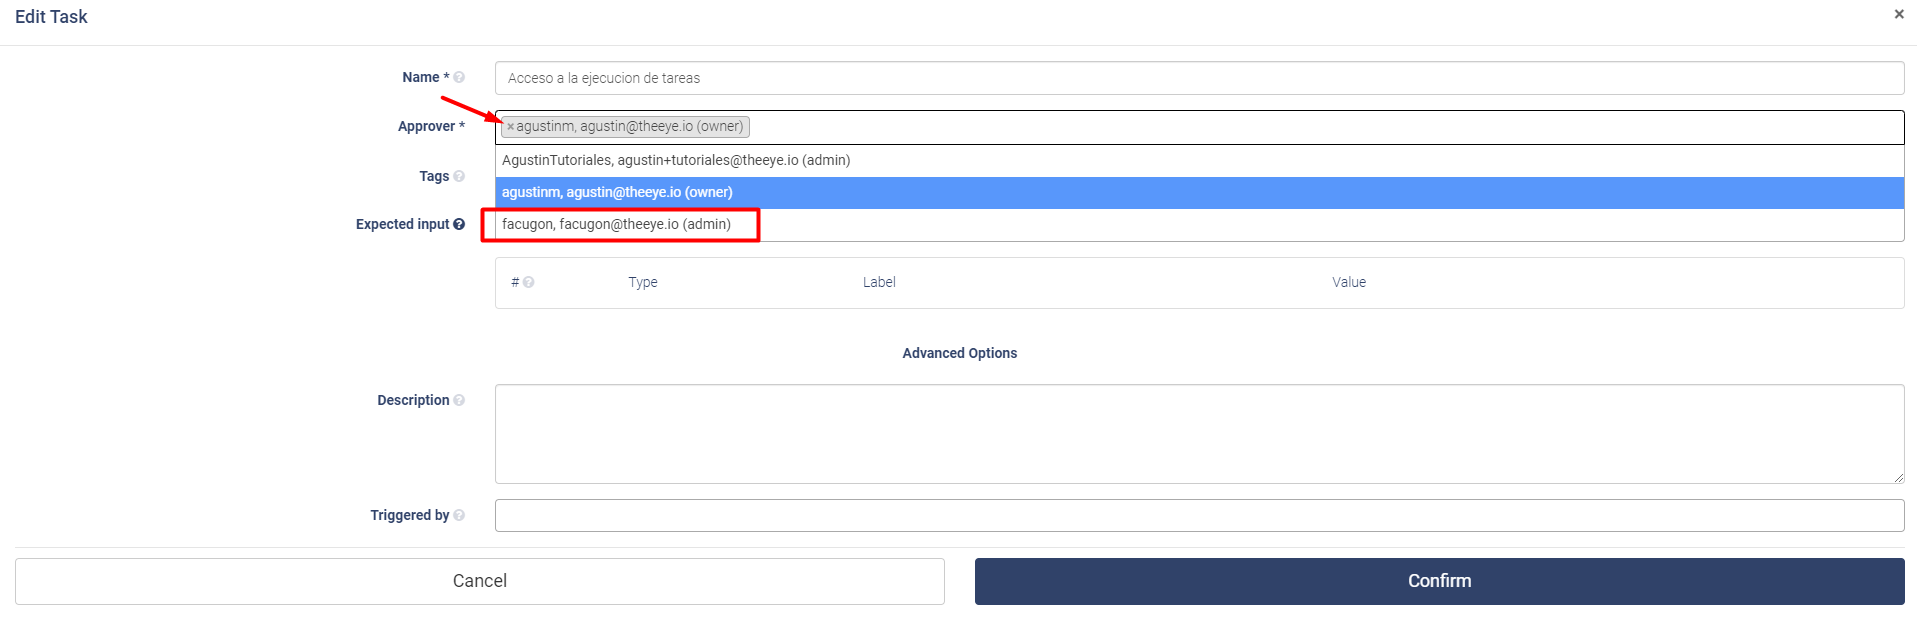 Edit Task
×
Name * ?
Acceso a la ejecucion de tareas
Approver *
×agustinm, agustin@theeye.io (owner)
AgustinTutoriales, agustin+tutoriales@theeye.io (admin)
Tags ?
agustinm, agustin@theeye.io (owner)
Expected input ?
facugon, facugon@theeye.io (admin)
# ? Type Label Value
Advanced Options
Description ?
Triggered by ?
Cancel
Confirm